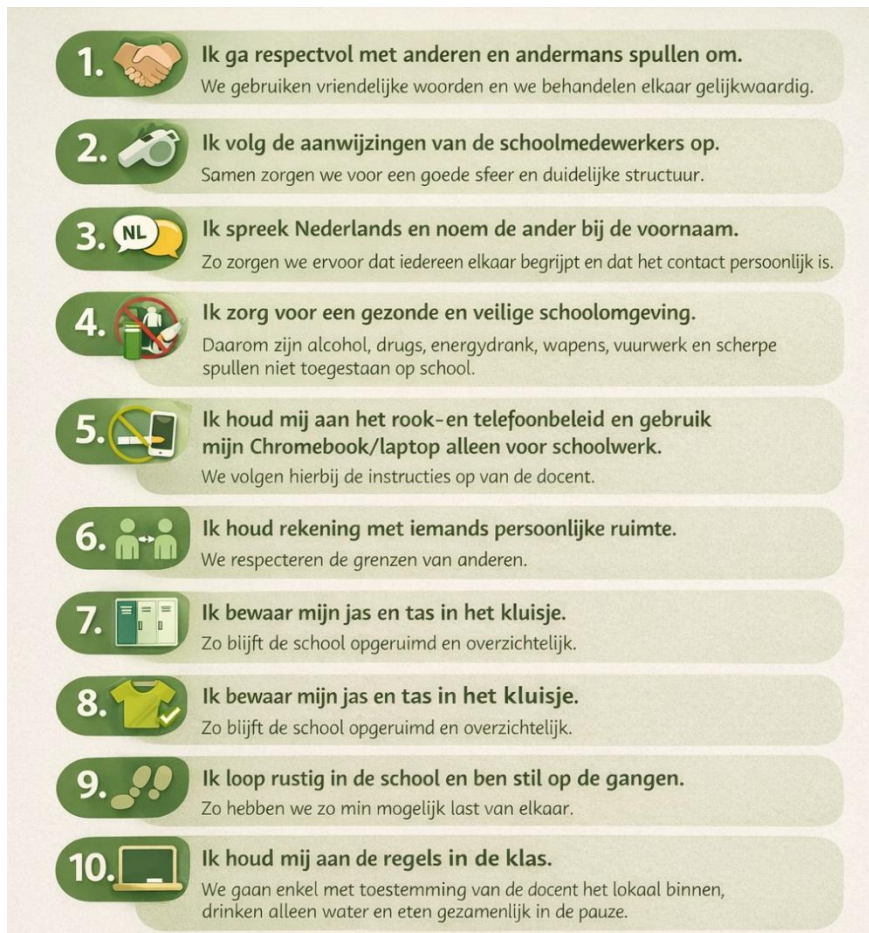 1. Ik ga respectvol met anderen en andermans spullen om.
We gebruiken vriendelijke woorden en we behandelen elkaar gelijkwaardig.
2. Ik volg de aanwijzingen van de schoolmedewerkers op.
Samen zorgen we voor een goede sfeer en duidelijke structuur.
3. NL Ik spreek Nederlands en noem de ander bij de voornaam.
Zo zorgen we ervoor dat iedereen elkaar begrijpt en dat het contact persoonlijk is.
4. Ik zorg voor een gezonde en veilige schoolomgeving.
Daarom zijn alcohol, drugs, energydrank, wapens, vuurwerk en scherpe
spullen niet toegestaan op school.
5. Ik houd mij aan het rook-en telefoonbeleid en gebruik
mijn Chromebook/laptop alleen voor schoolwerk.
We volgen hierbij de instructies op van de docent.
6. Ik houd rekening met iemands persoonlijke ruimte.
We respecteren de grenzen van anderen.
7. Ik bewaar mijn jas en tas in het kluisje.
Zo blijft de school opgeruimd en overzichtelijk.
8. Ik bewaar mijn jas en tas in het kluisje.
Zo blijft de school opgeruimd en overzichtelijk.
9. Ik loop rustig in de school en ben stil op de gangen.
Zo hebben we zo min mogelijk last van elkaar.
10. Ik houd mij aan de regels in de klas.
We gaan enkel met toestemming van de docent het lokaal binnen,
drinken alleen water en eten gezamenlijk in de pauze.